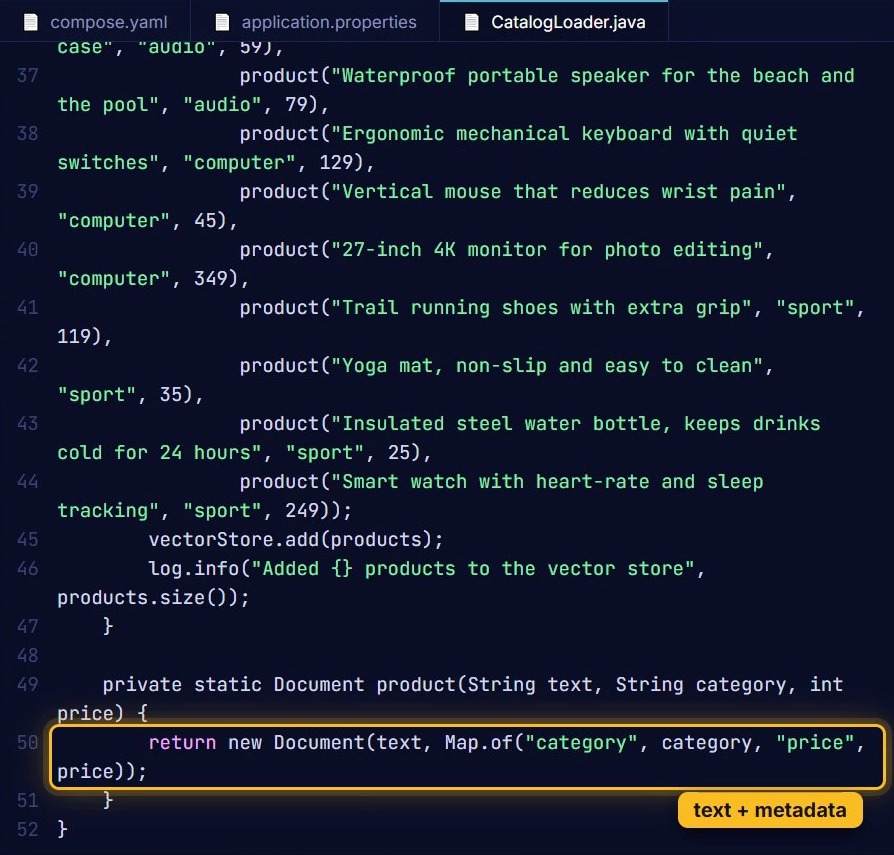 compose.yaml application.properties CatalogLoader.java
case", "audio", 59),
37 product("Waterproof portable speaker for the beach and
the pool", "audio", 79),
38 product("Ergonomic mechanical keyboard with quiet
switches", "computer", 129),
39 product("Vertical mouse that reduces wrist pain",
"computer", 45),
40 product("27-inch 4K monitor for photo editing",
"computer", 349),
41 product("Trail running shoes with extra grip", "sport",
119),
42 product("Yoga mat, non-slip and easy to clean",
"sport", 35),
43 product("Insulated steel water bottle, keeps drinks
cold for 24 hours", "sport", 25),
44 product("Smart watch with heart-rate and sleep
tracking", "sport", 249));
45 vectorStore.add(products);
46 log.info("Added {} products to the vector store",
products.size());
47 }
48
49 private static Document product(String text, String category, int
price) {
50 return new Document(text, Map.of("category", category, "price",
price));
51 }
text + metadata
52 }